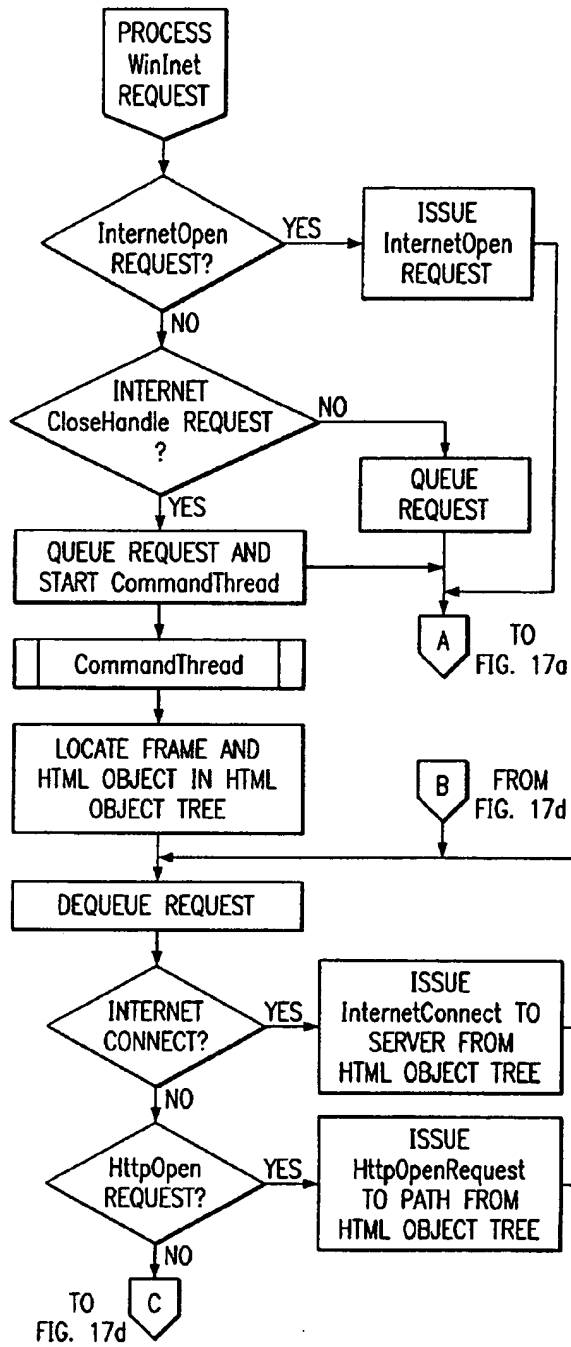 PROCESS
WinInet
REQUEST
InternetOpen
REQUEST?
YES
ISSUE
InternetOpen
REQUEST
NO
INTERNET
CloseHandle REQUEST
?
NO
QUEUE
REQUEST
YES
QUEUE REQUEST AND
START CommandThread
A
TO
FIG. 17a
CommandThread
LOCATE FRAME AND
HTML OBJECT IN HTML
OBJECT TREE
B
FROM
FIG. 17d
DEQUEUE REQUEST
INTERNET
CONNECT?
YES
ISSUE
InternetConnect TO
SERVER FROM
HTML OBJECT TREE
NO
HttpOpen
REQUEST?
YES
ISSUE
HttpOpenRequest
TO PATH FROM
HTML OBJECT TREE
NO
C
TO
FIG. 17d